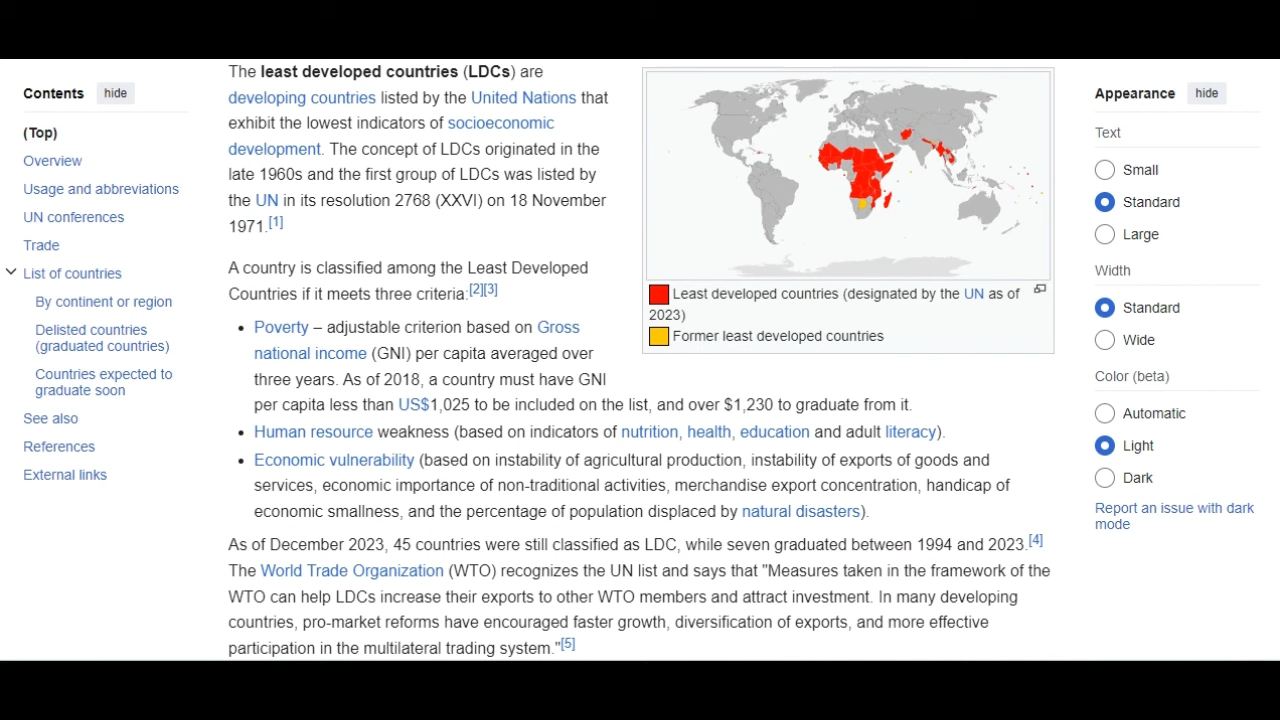 Contents hide
(Top)
Overview
Usage and abbreviations
UN conferences
Trade
List of countries
By continent or region
Delisted countries
(graduated countries)
Countries expected to
graduate soon
See also
References
External links
The least developed countries (LDCs) are
developing countries listed by the United Nations that
exhibit the lowest indicators of socioeconomic
development. The concept of LDCs originated in the
late 1960s and the first group of LDCs was listed by
the UN in its resolution 2768 (XXVI) on 18 November
1971.[1]
A country is classified among the Least Developed
Countries if it meets three criteria:[2][3]
• Poverty – adjustable criterion based on Gross
national income (GNI) per capita averaged over
three years. As of 2018, a country must have GNI
per capita less than US$1,025 to be included on the list, and over $1,230 to graduate from it.
• Human resource weakness (based on indicators of nutrition, health, education and adult literacy).
• Economic vulnerability (based on instability of agricultural production, instability of exports of goods and
services, economic importance of non-traditional activities, merchandise export concentration, handicap of
economic smallness, and the percentage of population displaced by natural disasters).
As of December 2023, 45 countries were still classified as LDC, while seven graduated between 1994 and 2023.[4]
The World Trade Organization (WTO) recognizes the UN list and says that "Measures taken in the framework of the
WTO can help LDCs increase their exports to other WTO members and attract investment. In many developing
countries, pro-market reforms have encouraged faster growth, diversification of exports, and more effective
participation in the multilateral trading system."[5]
Least developed countries (designated by the UN as of
2023)
Former least developed countries
Appearance hide
Text
Small
Standard
Large
Width
Standard
Wide
Color (beta)
Automatic
Light
Dark
Report an issue with dark
mode